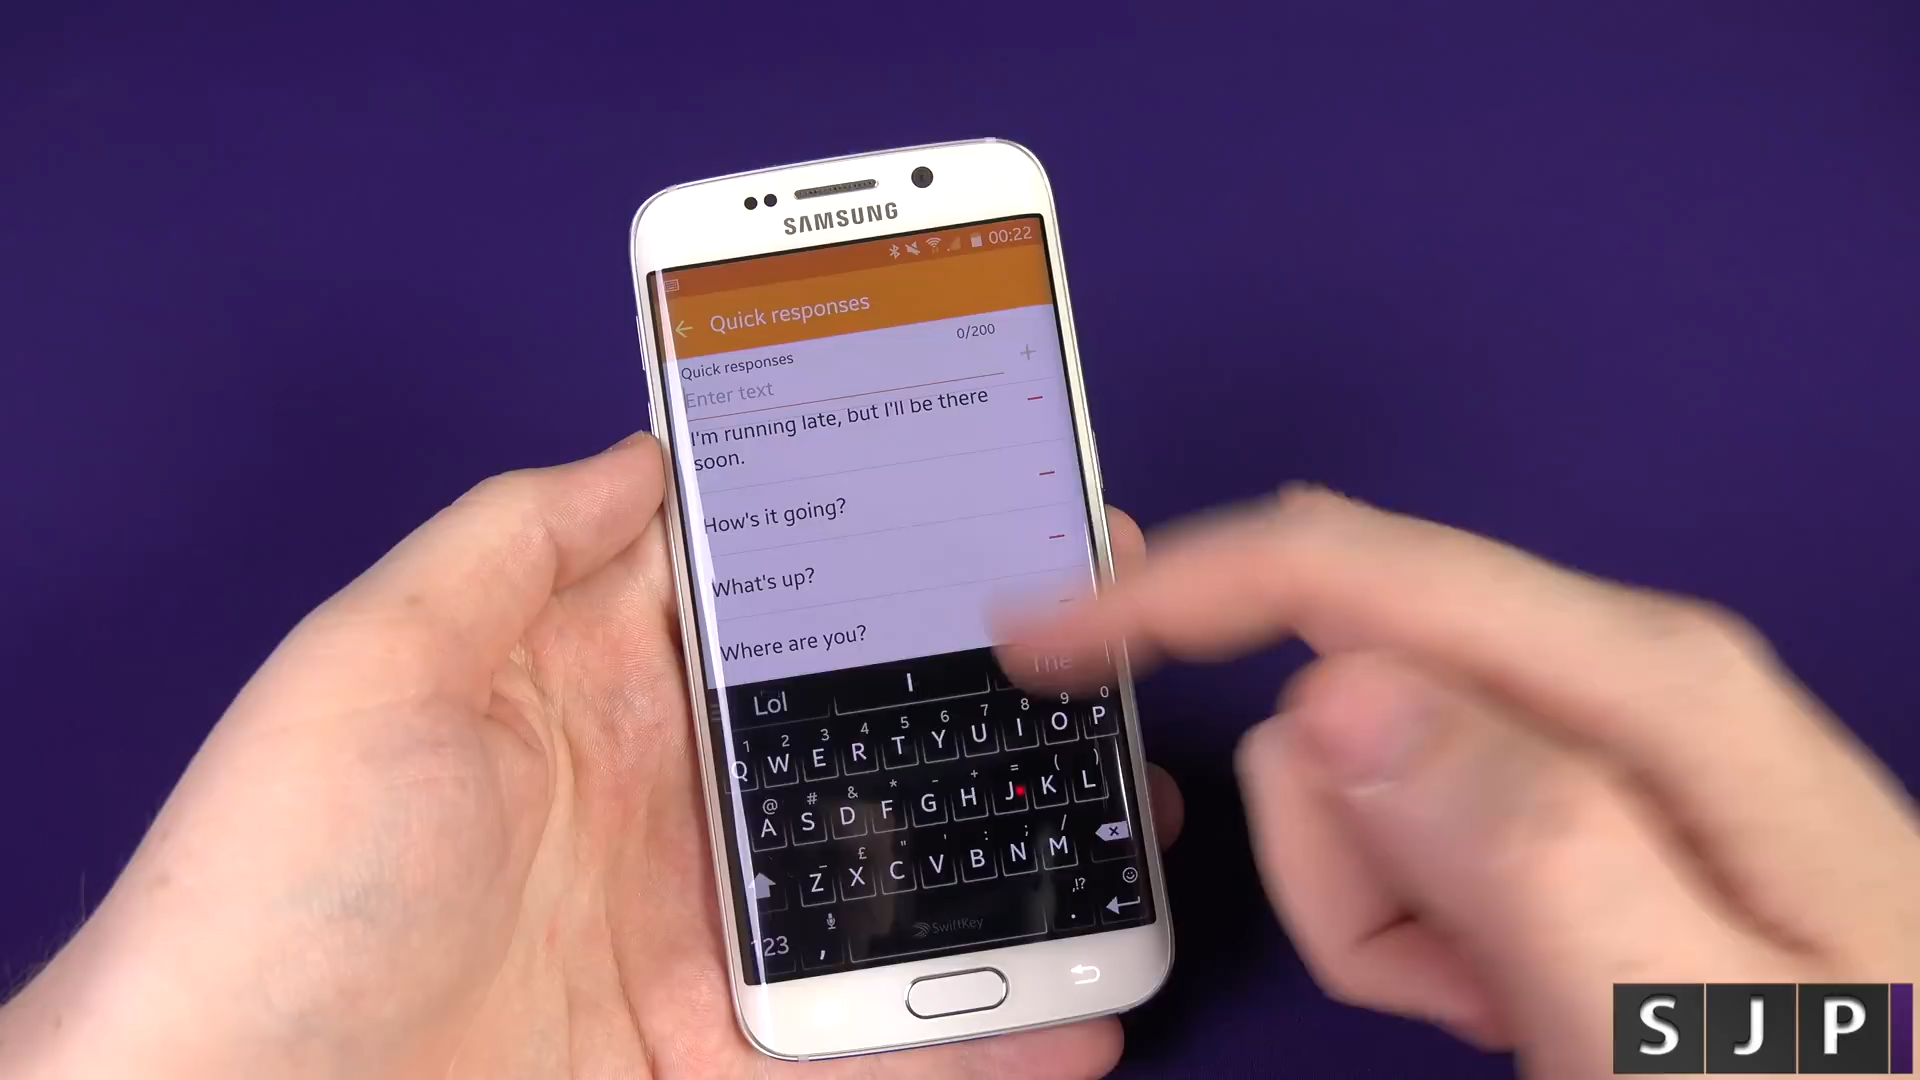 SAMSUNG
00:22
Quick responses
0/200
Quick responses
+
Enter text
I'm running late, but I'll be there
soon.
How's it going?
What's up?
Where are you?
Lol I The
1 2 3 4 5 6 7 8 9 0
Q W E R T Y U I O P
@ # & * - + = ( )
A S D F G H J K L
_ £ " ' : ; /
Z X C V B N M
,!?
123 , SwiftKey .
SJP